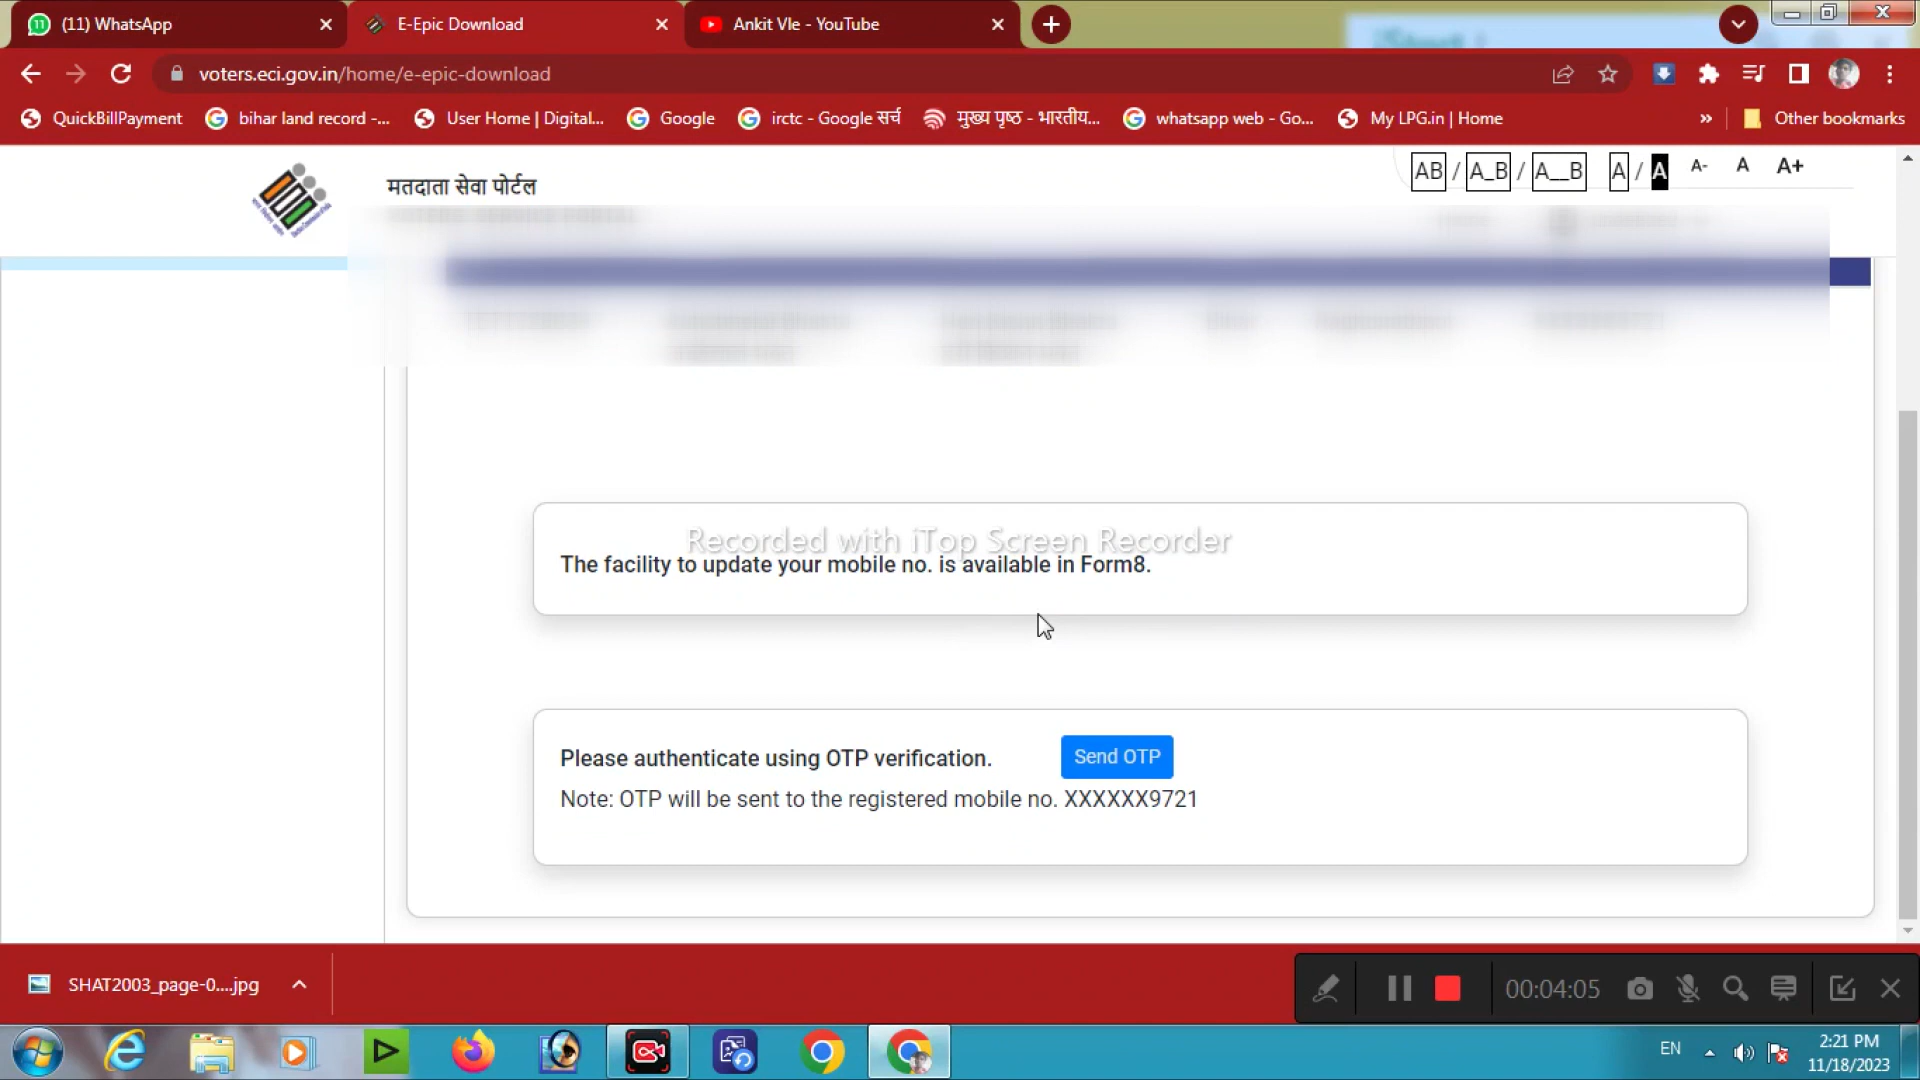 (11) WhatsApp
E-Epic Download
Ankit Vle - YouTube
voters.eci.gov.in/home/e-epic-download
QuickBillPayment
bihar land record -...
User Home | Digital...
Google
irctc - Google सर्च
मुख्य पृष्ठ - भारतीय...
whatsapp web - Go...
My LPG.in | Home
»
Other bookmarks
मतदाता सेवा पोर्टल
AB / A_B / A__B A / A A- A A+
Recorded with iTop Screen Recorder
The facility to update your mobile no. is available in Form8.
Please authenticate using OTP verification.
Send OTP
Note: OTP will be sent to the registered mobile no. XXXXXX9721
SHAT2003_page-0....jpg
00:04:05
EN
2:21 PM
11/18/2023